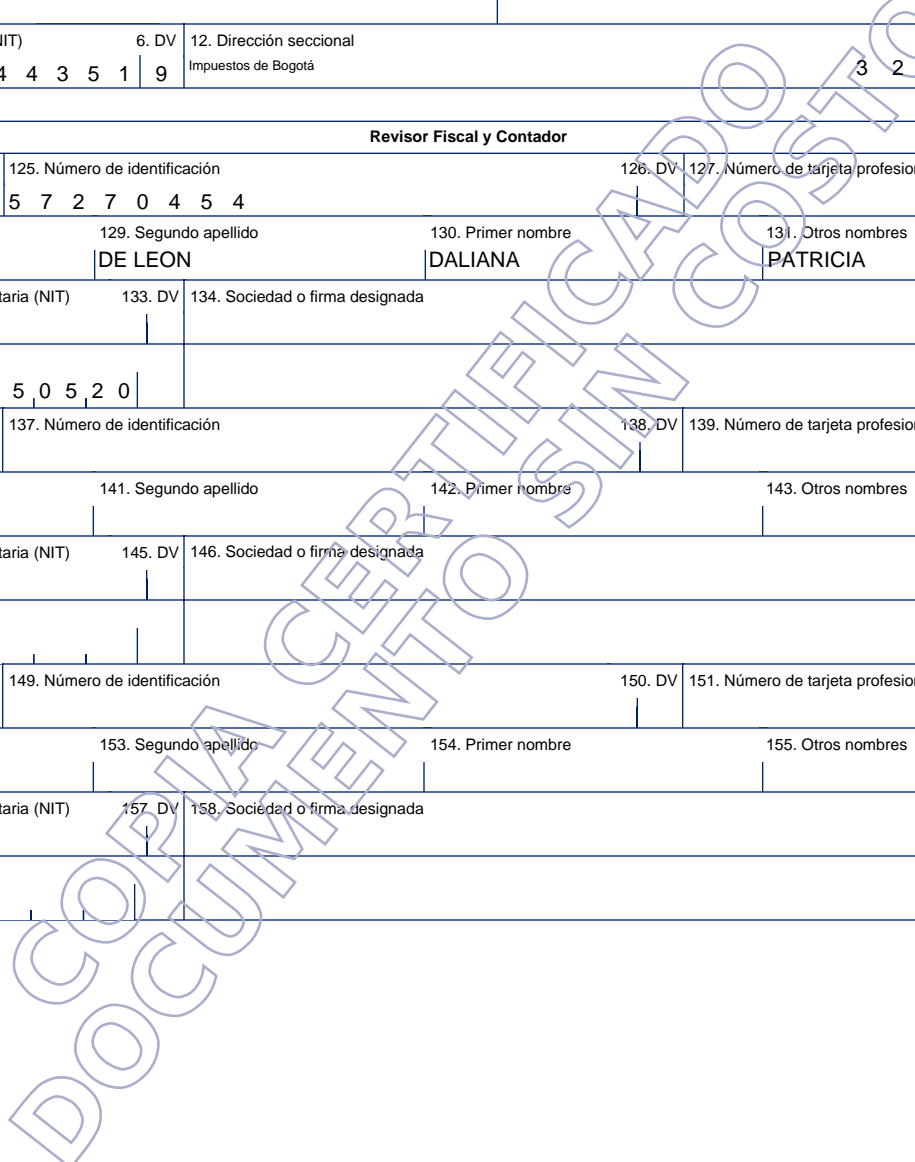 IT) 6. DV 12. Dirección seccional
4 4 3 5 1 9 Impuestos de Bogotá 3 2
Revisor Fiscal y Contador
125. Número de identificación 126. DV 127. Número de tarjeta profesion
5 7 2 7 0 4 5 4
129. Segundo apellido 130. Primer nombre 131. Otros nombres
DE LEON DALIANA PATRICIA
taria (NIT) 133. DV 134. Sociedad o firma designada
5 0 5 2 0
137. Número de identificación 138. DV 139. Número de tarjeta profesion
141. Segundo apellido 142. Primer nombre 143. Otros nombres
taria (NIT) 145. DV 146. Sociedad o firma designada
149. Número de identificación 150. DV 151. Número de tarjeta profesion
153. Segundo apellido 154. Primer nombre 155. Otros nombres
taria (NIT) 157. DV 158. Sociedad o firma designada
COPIA CERTIFICADO
DOCUMENTO SIN COSTO